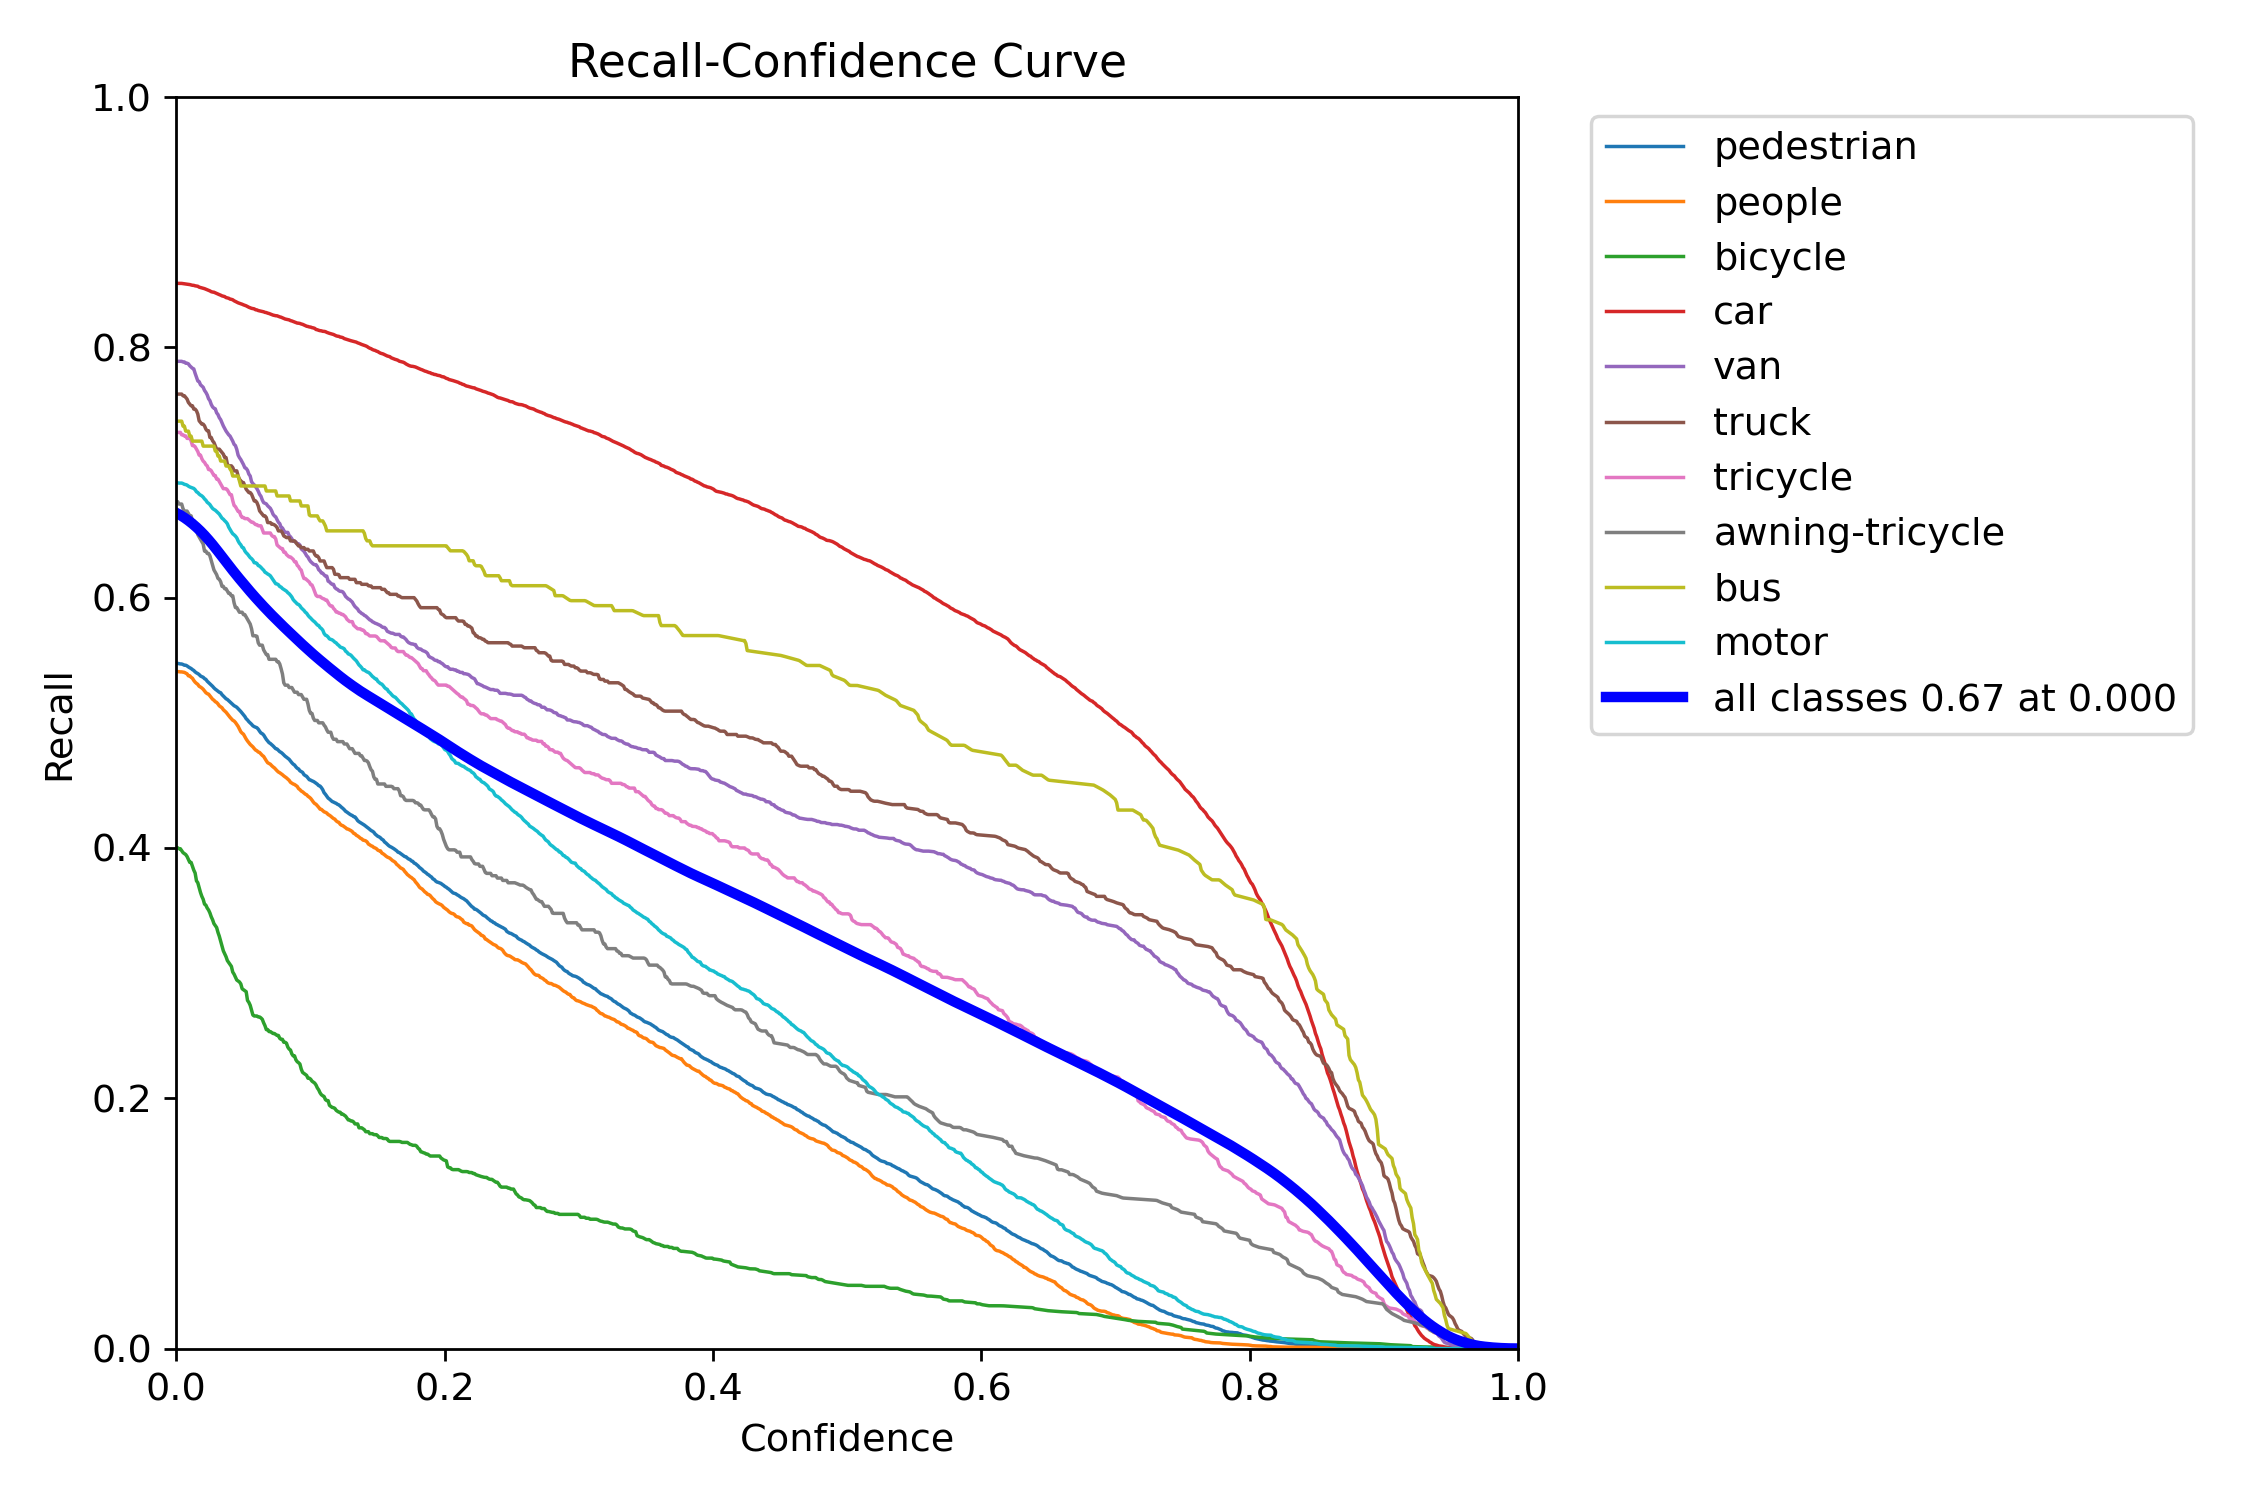 Recall-Confidence Curve
1.0
0.8
0.6
0.4
0.2
0.0
Recall
0.0 0.2 0.4 0.6 0.8 1.0
Confidence
pedestrian
people
bicycle
car
van
truck
tricycle
awning-tricycle
bus
motor
all classes 0.67 at 0.000